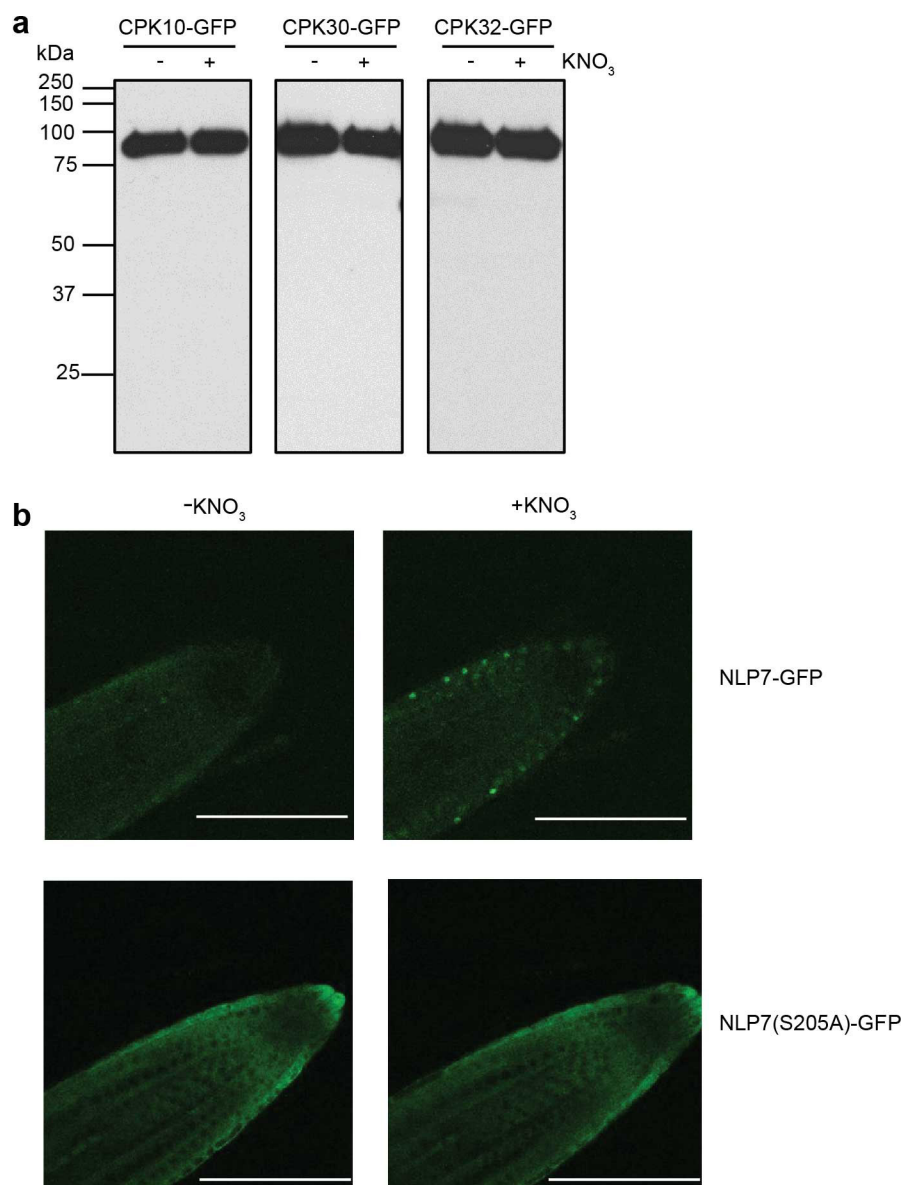 a
CPK10-GFP CPK30-GFP CPK32-GFP
kDa - + - + - + KNO₃
250
150
100
75
50
37
25
b
−KNO₃ +KNO₃
NLP7-GFP
NLP7(S205A)-GFP